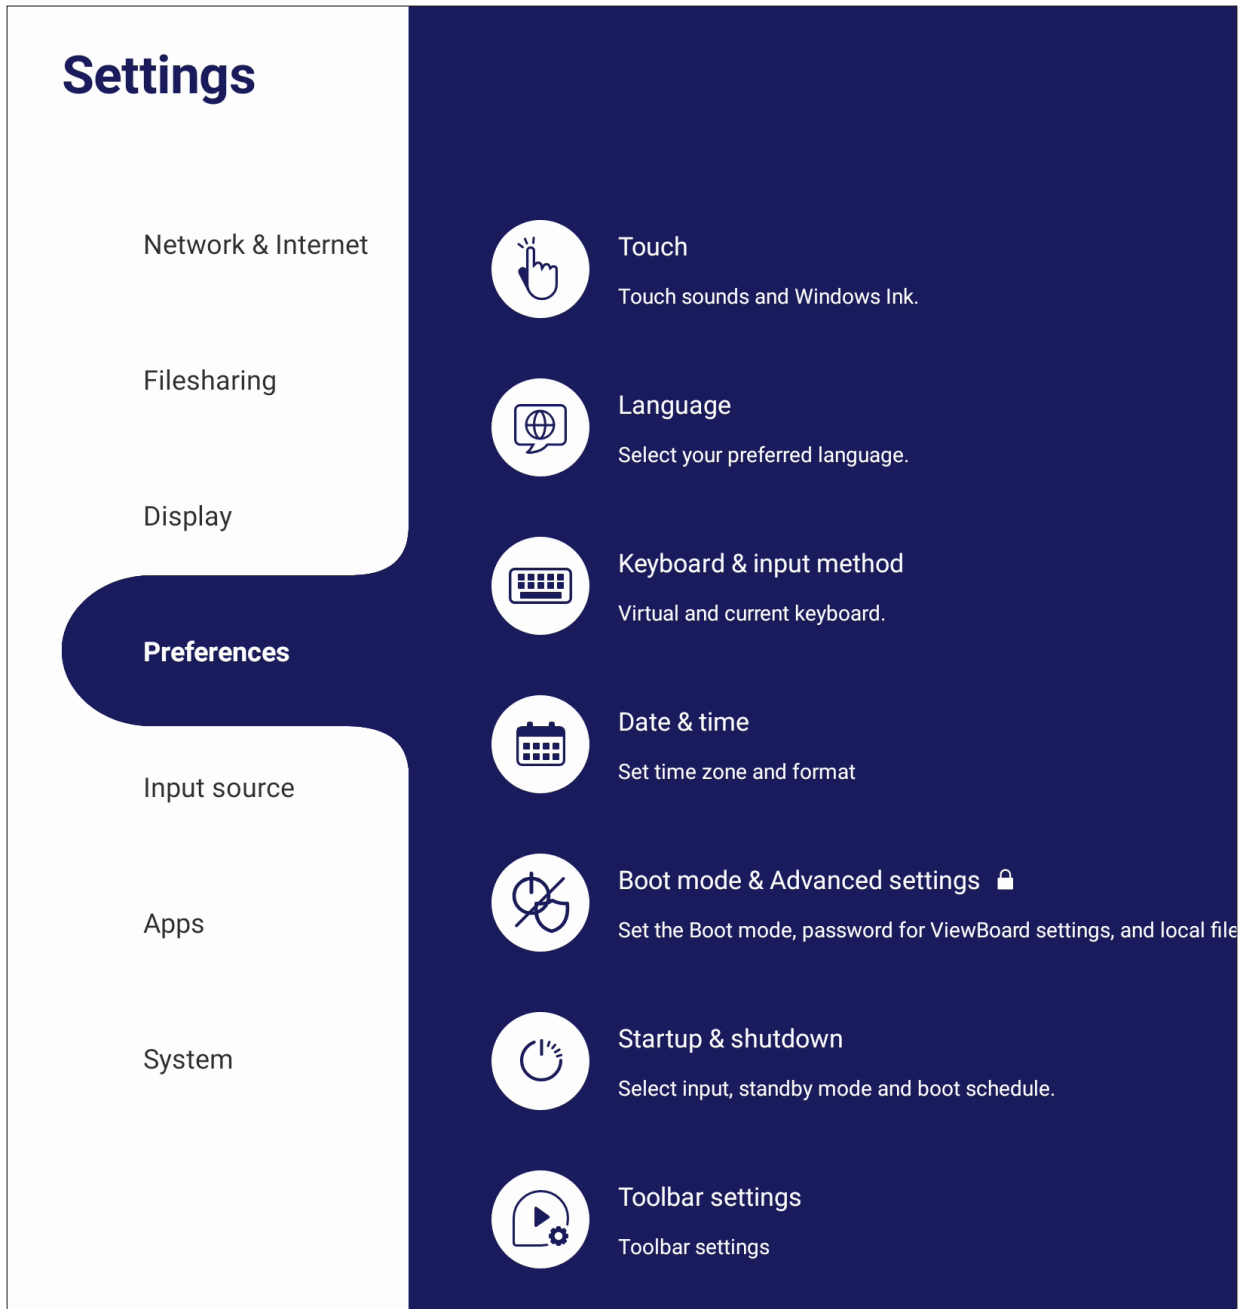 Settings
Network & Internet
Filesharing
Display
Preferences
Input source
Apps
System
Touch
Touch sounds and Windows Ink.
Language
Select your preferred language.
Keyboard & input method
Virtual and current keyboard.
Date & time
Set time zone and format
Boot mode & Advanced settings
Set the Boot mode, password for ViewBoard settings, and local file
Startup & shutdown
Select input, standby mode and boot schedule.
Toolbar settings
Toolbar settings